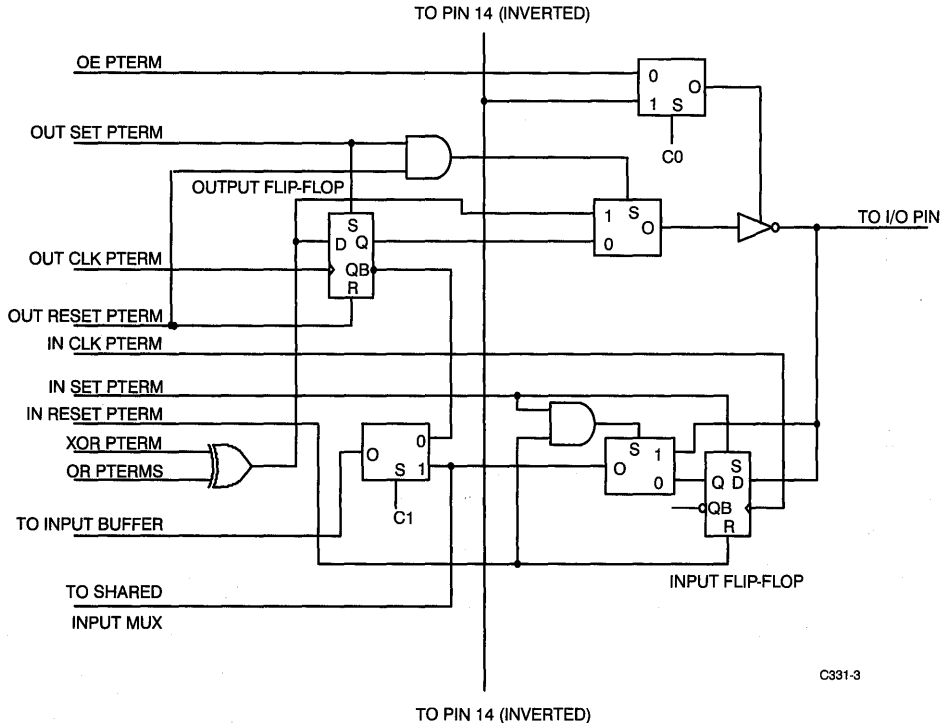 TO PIN 14 (INVERTED)
OE PTERM
0
O
1 S
C0
OUT SET PTERM
OUTPUT FLIP-FLOP
1 S
O
0
TO I/O PIN
S
D Q
OUT CLK PTERM
QB
R
OUT RESET PTERM
IN CLK PTERM
IN SET PTERM
IN RESET PTERM
XOR PTERM
OR PTERMS
O 0
S 1
C1
S 1
O
0
S
Q D
QB
R
TO INPUT BUFFER
INPUT FLIP-FLOP
TO SHARED
INPUT MUX
C331-3
TO PIN 14 (INVERTED)